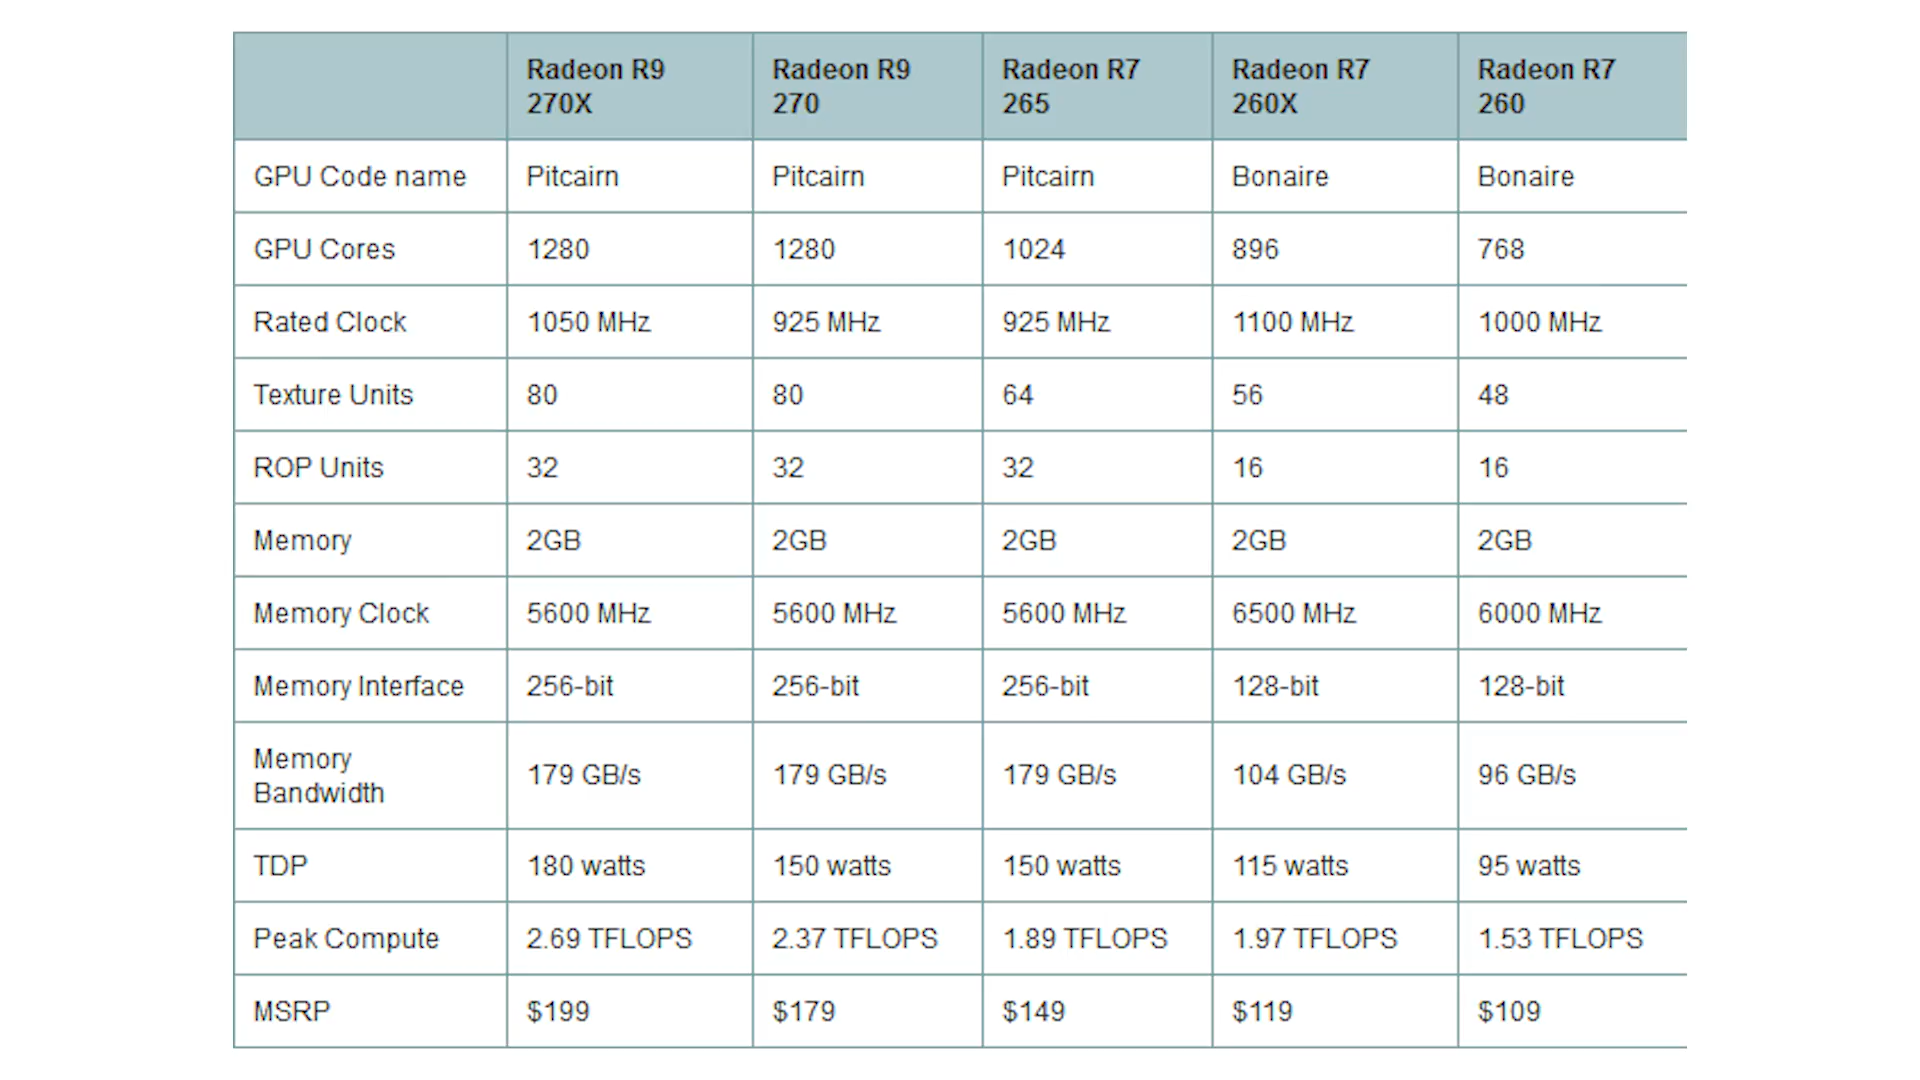 Radeon R9 270X Radeon R9 270 Radeon R7 265 Radeon R7 260X Radeon R7 260
GPU Code name Pitcairn Pitcairn Pitcairn Bonaire Bonaire
GPU Cores 1280 1280 1024 896 768
Rated Clock 1050 MHz 925 MHz 925 MHz 1100 MHz 1000 MHz
Texture Units 80 80 64 56 48
ROP Units 32 32 32 16 16
Memory 2GB 2GB 2GB 2GB 2GB
Memory Clock 5600 MHz 5600 MHz 5600 MHz 6500 MHz 6000 MHz
Memory Interface 256-bit 256-bit 256-bit 128-bit 128-bit
Memory Bandwidth 179 GB/s 179 GB/s 179 GB/s 104 GB/s 96 GB/s
TDP 180 watts 150 watts 150 watts 115 watts 95 watts
Peak Compute 2.69 TFLOPS 2.37 TFLOPS 1.89 TFLOPS 1.97 TFLOPS 1.53 TFLOPS
MSRP $199 $179 $149 $119 $109